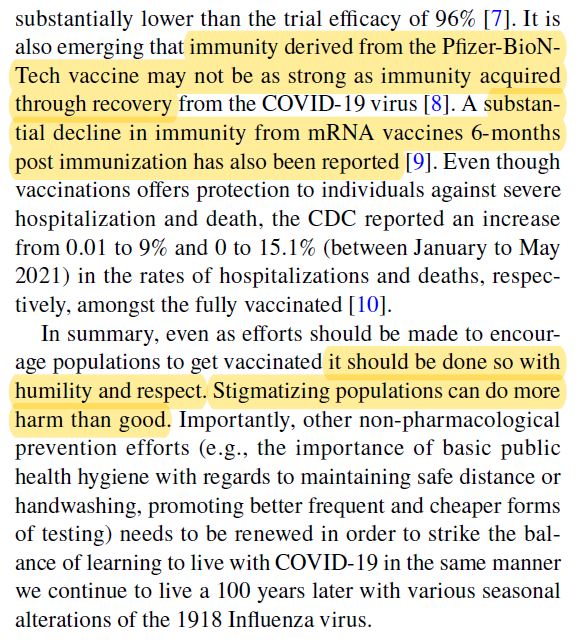 substantially lower than the trial efficacy of 96% [7]. It is
also emerging that immunity derived from the Pfizer-BioN-
Tech vaccine may not be as strong as immunity acquired
through recovery from the COVID-19 virus [8]. A substan-
tial decline in immunity from mRNA vaccines 6-months
post immunization has also been reported [9]. Even though
vaccinations offers protection to individuals against severe
hospitalization and death, the CDC reported an increase
from 0.01 to 9% and 0 to 15.1% (between January to May
2021) in the rates of hospitalizations and deaths, respec-
tively, amongst the fully vaccinated [10].
In summary, even as efforts should be made to encour-
age populations to get vaccinated it should be done so with
humility and respect. Stigmatizing populations can do more
harm than good. Importantly, other non-pharmacological
prevention efforts (e.g., the importance of basic public
health hygiene with regards to maintaining safe distance or
handwashing, promoting better frequent and cheaper forms
of testing) needs to be renewed in order to strike the bal-
ance of learning to live with COVID-19 in the same manner
we continue to live a 100 years later with various seasonal
alterations of the 1918 Influenza virus.